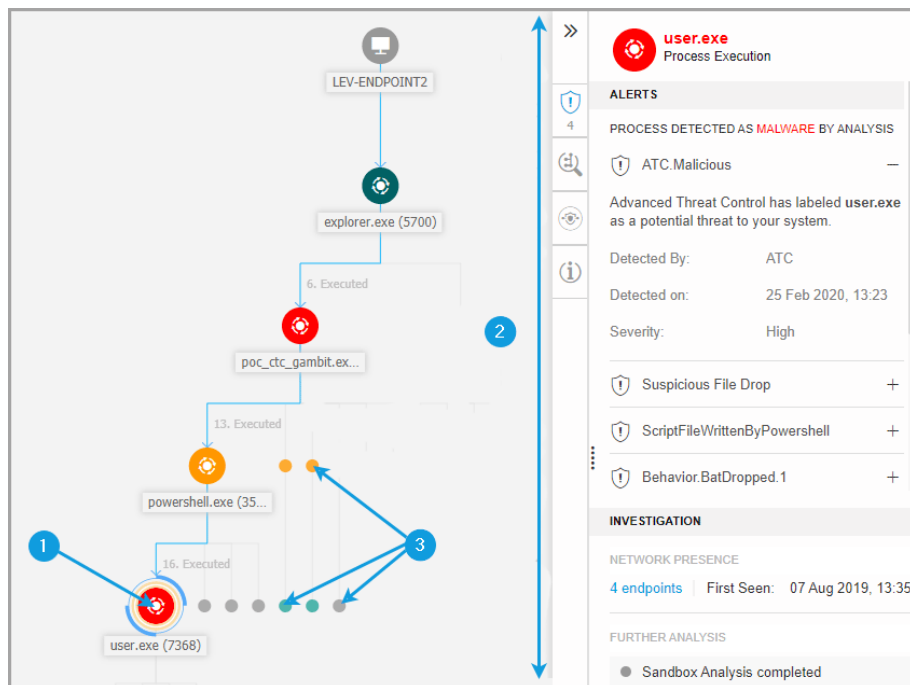 LEV-ENDPOINT2
explorer.exe (5700)
6. Executed
2
poc_ctc_gambit.ex...
13. Executed
powershell.exe (35...
1
3
16. Executed
user.exe (7368)
4
user.exe
Process Execution
ALERTS
PROCESS DETECTED AS MALWARE BY ANALYSIS
ATC.Malicious
Advanced Threat Control has labeled user.exe
as a potential threat to your system.
Detected By: ATC
Detected on: 25 Feb 2020, 13:23
Severity: High
Suspicious File Drop
ScriptFileWrittenByPowershell
Behavior.BatDropped.1
INVESTIGATION
NETWORK PRESENCE
4 endpoints First Seen: 07 Aug 2019, 13:35
FURTHER ANALYSIS
Sandbox Analysis completed